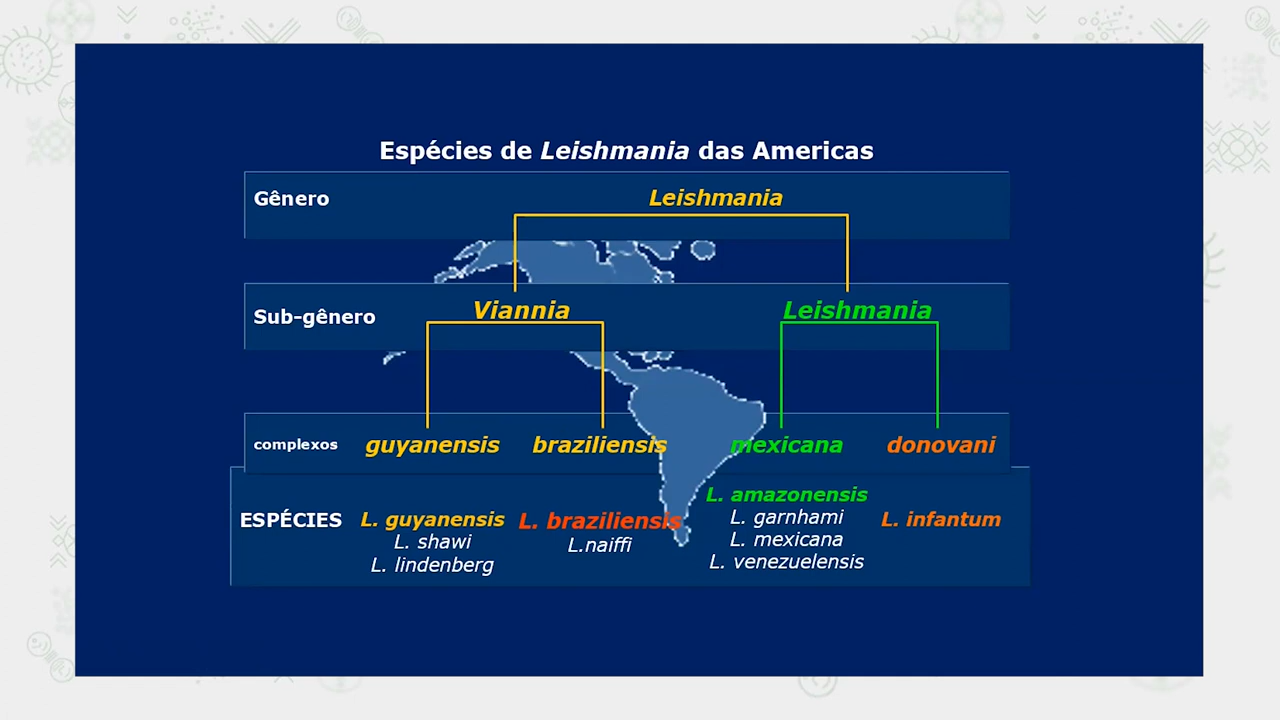 Espécies de Leishmania das Americas
Gênero Leishmania
Sub-gênero Viannia Leishmania
complexos guyanensis braziliensis mexicana donovani
L. amazonensis
ESPÉCIES L. guyanensis L. braziliensis L. garnhami L. infantum
L. shawi L.naiffi L. mexicana
L. lindenberg L. venezuelensis